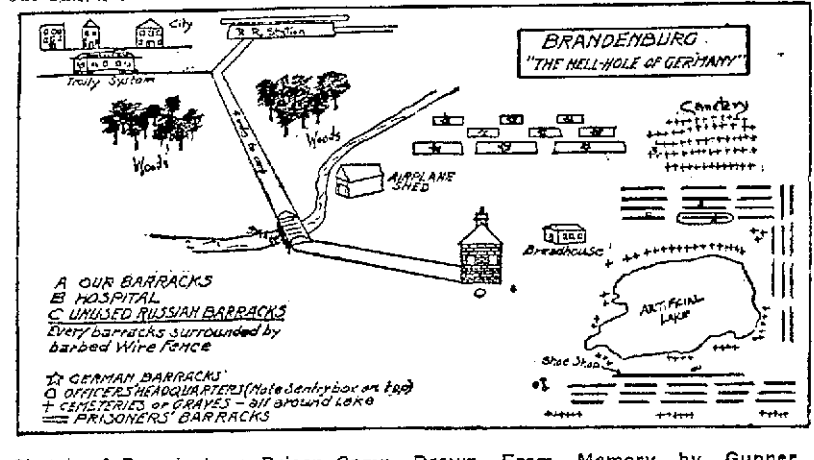 City
R.R. Station
BRANDENBURG
"THE HELL-HOLE OF GERMANY"
Trolly System
Cemetery
Woods
Woods
AIRPLANE
SHED
Breadhouse
A OUR BARRACKS
B HOSPITAL
C UNUSED RUSSIAN BARRACKS
Every barracks surrounded by
barbed Wire Fence
ARTIFICIAL
LAKE
Shoe Shop
☆ GERMAN BARRACKS
O OFFICERS HEADQUARTERS (Note Sentrybox on top)
+ CEMETERIES or GRAVES - all around Lake
= PRISONERS' BARRACKS
Prison Camp Drawn From Memory by Gunner